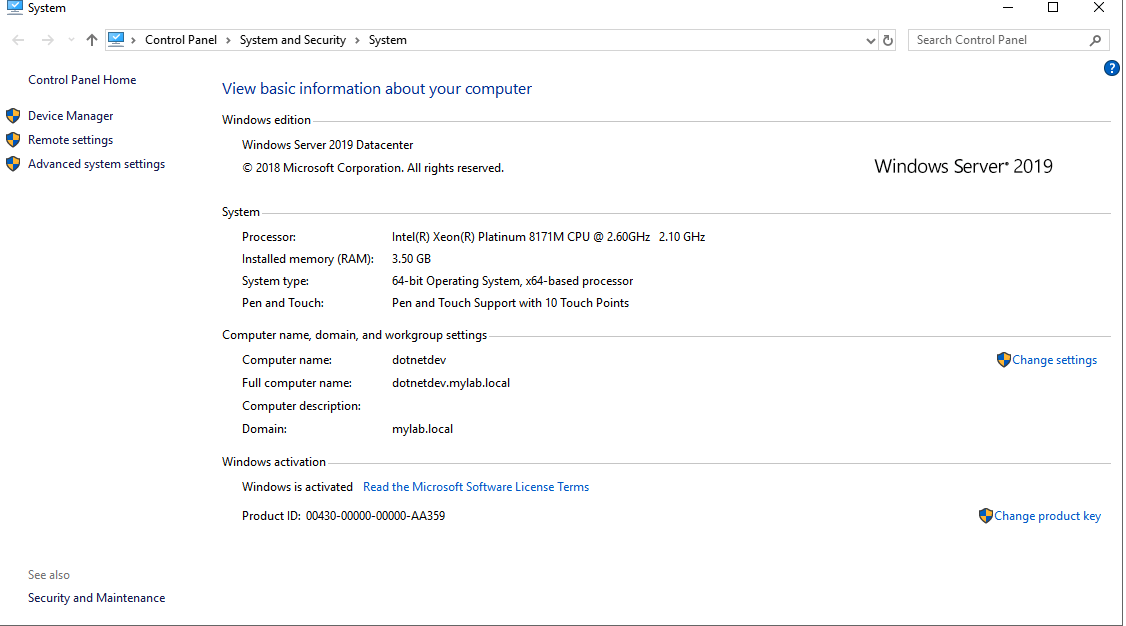 System
Control Panel > System and Security > System
Search Control Panel
Control Panel Home
Device Manager
Remote settings
Advanced system settings
See also
Security and Maintenance
?
View basic information about your computer
Windows edition
Windows Server 2019 Datacenter
© 2018 Microsoft Corporation. All rights reserved.
Windows Server® 2019
System
Processor: Intel(R) Xeon(R) Platinum 8171M CPU @ 2.60GHz 2.10 GHz
Installed memory (RAM): 3.50 GB
System type: 64-bit Operating System, x64-based processor
Pen and Touch: Pen and Touch Support with 10 Touch Points
Computer name, domain, and workgroup settings
Computer name: dotnetdev
Change settings
Full computer name: dotnetdev.mylab.local
Computer description:
Domain: mylab.local
Windows activation
Windows is activated Read the Microsoft Software License Terms
Product ID: 00430-00000-00000-AA359
Change product key